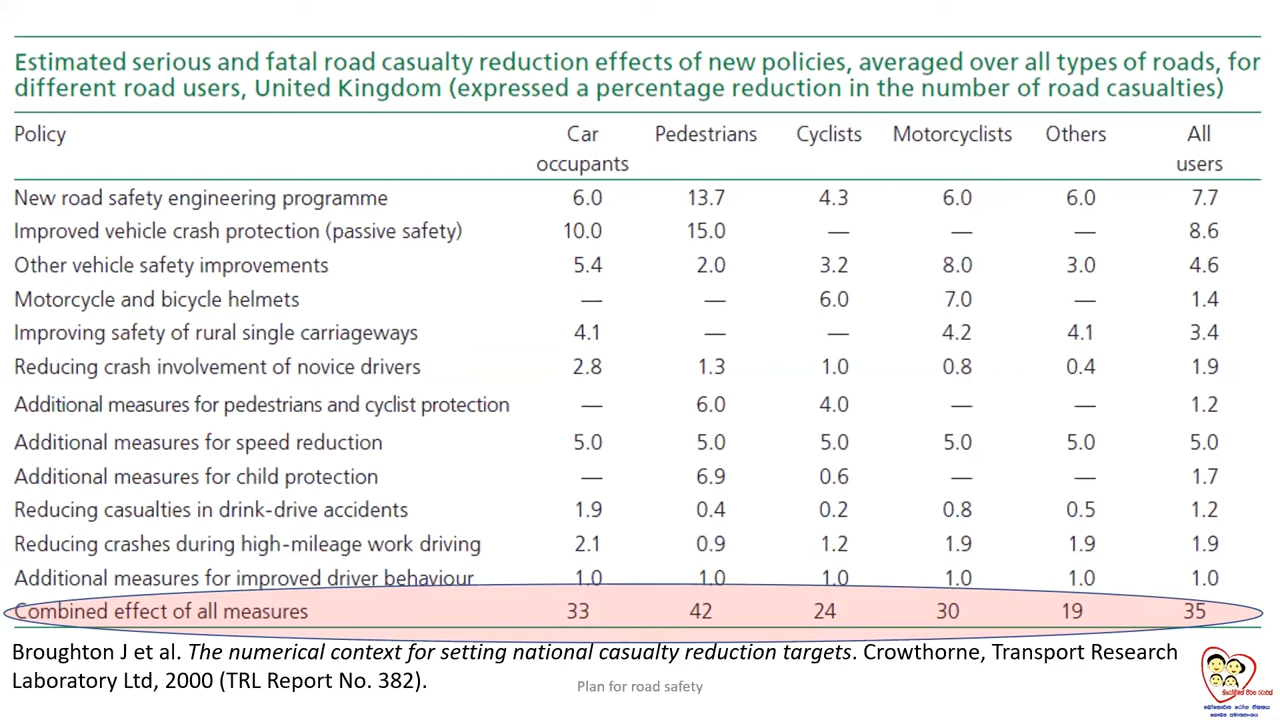 Estimated serious and fatal road casualty reduction effects of new policies, averaged over all types of roads, for
different road users, United Kingdom (expressed a percentage reduction in the number of road casualties)
Policy Car occupants Pedestrians Cyclists Motorcyclists Others All users
New road safety engineering programme 6.0 13.7 4.3 6.0 6.0 7.7
Improved vehicle crash protection (passive safety) 10.0 15.0 — — — 8.6
Other vehicle safety improvements 5.4 2.0 3.2 8.0 3.0 4.6
Motorcycle and bicycle helmets — — 6.0 7.0 — 1.4
Improving safety of rural single carriageways 4.1 — — 4.2 4.1 3.4
Reducing crash involvement of novice drivers 2.8 1.3 1.0 0.8 0.4 1.9
Additional measures for pedestrians and cyclist protection — 6.0 4.0 — — 1.2
Additional measures for speed reduction 5.0 5.0 5.0 5.0 5.0 5.0
Additional measures for child protection — 6.9 0.6 — — 1.7
Reducing casualties in drink-drive accidents 1.9 0.4 0.2 0.8 0.5 1.2
Reducing crashes during high-mileage work driving 2.1 0.9 1.2 1.9 1.9 1.9
Additional measures for improved driver behaviour 1.0 1.0 1.0 1.0 1.0 1.0
Combined effect of all measures 33 42 24 30 19 35
Broughton J et al. The numerical context for setting national casualty reduction targets. Crowthorne, Transport Research
Laboratory Ltd, 2000 (TRL Report No. 382).
Plan for road safety